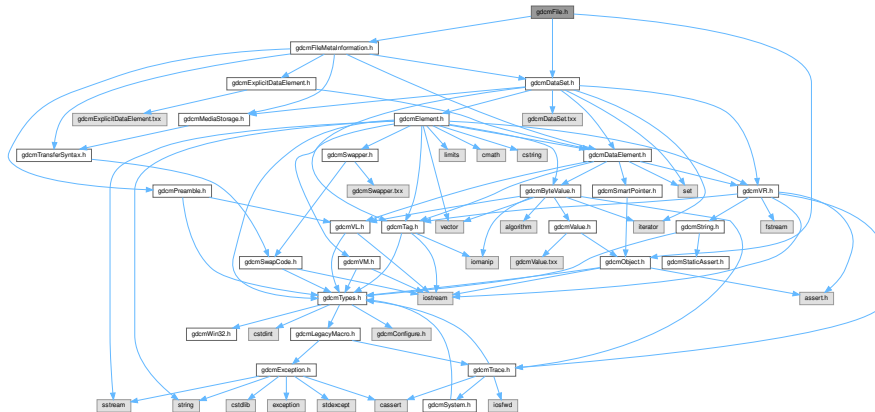 gdcmFile.h
gdcmFileMetaInformation.h
gdcmExplicitDataElement.h
gdcmDataSet.h
gdcmExplicitDataElement.txx
gdcmMediaStorage.h
gdcmElement.h
gdcmDataSet.txx
gdcmTransferSyntax.h
gdcmSwapper.h
limits
cmath
cstring
gdcmDataElement.h
gdcmPreamble.h
gdcmSwapper.txx
gdcmByteValue.h
gdcmSmartPointer.h
set
gdcmVR.h
gdcmVL.h
gdcmTag.h
vector
algorithm
gdcmValue.h
iterator
gdcmString.h
fstream
gdcmSwapCode.h
gdcmVM.h
iomanip
gdcmValue.txx
gdcmObject.h
gdcmStaticAssert.h
gdcmTypes.h
iostream
assert.h
gdcmWin32.h
cstdint
gdcmLegacyMacro.h
gdcmConfigure.h
gdcmException.h
gdcmTrace.h
sstream
string
cstdlib
exception
stdexcept
cassert
gdcmSystem.h
iosfwd